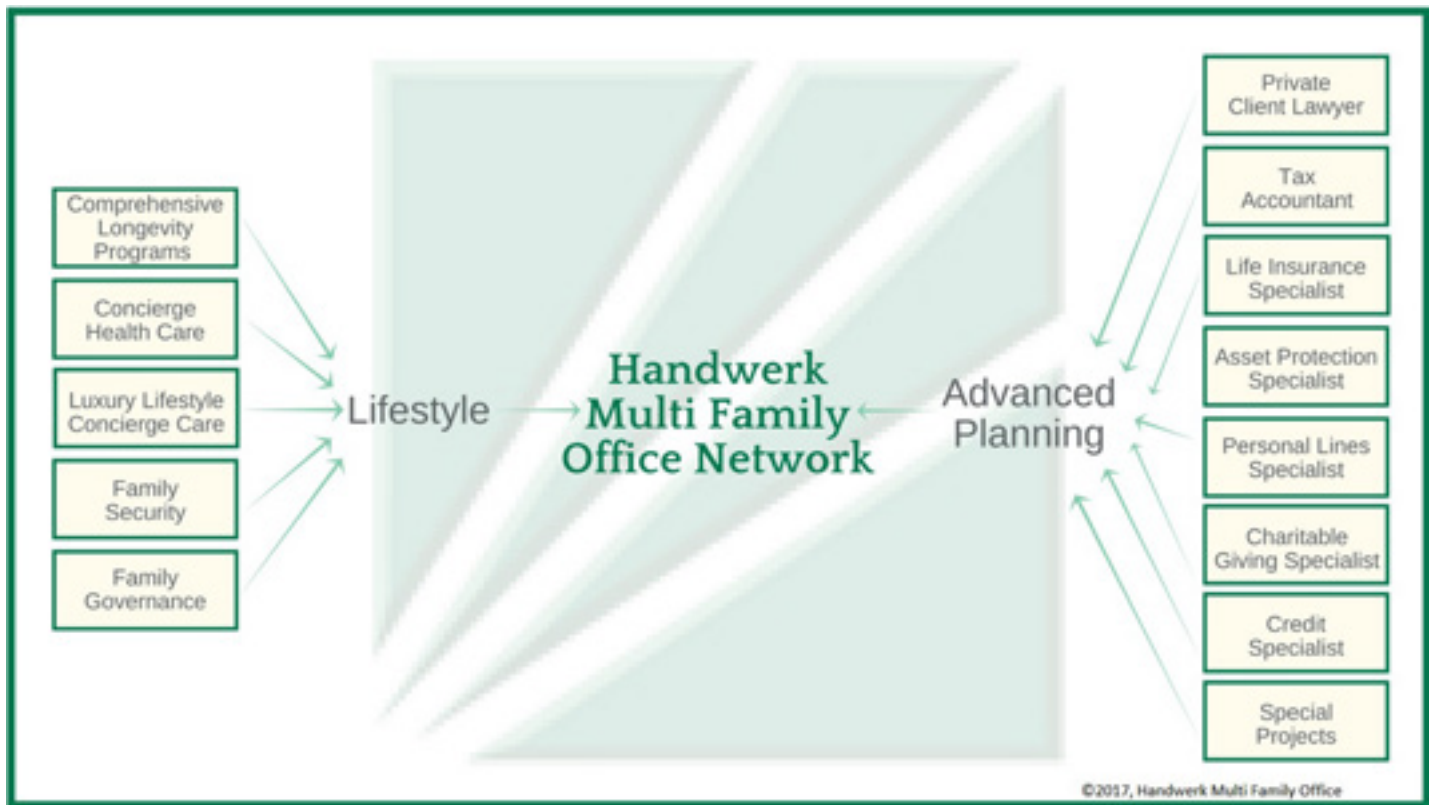 Comprehensive
Longevity
Programs
Concierge
Health Care
Luxury Lifestyle
Concierge Care
Family
Security
Family
Governance
Lifestyle
Handwerk
Multi Family
Office Network
Advanced
Planning
Private
Client Lawyer
Tax
Accountant
Life Insurance
Specialist
Asset Protection
Specialist
Personal Lines
Specialist
Charitable
Giving Specialist
Credit
Specialist
Special
Projects
©2017, Handwerk Multi Family Office